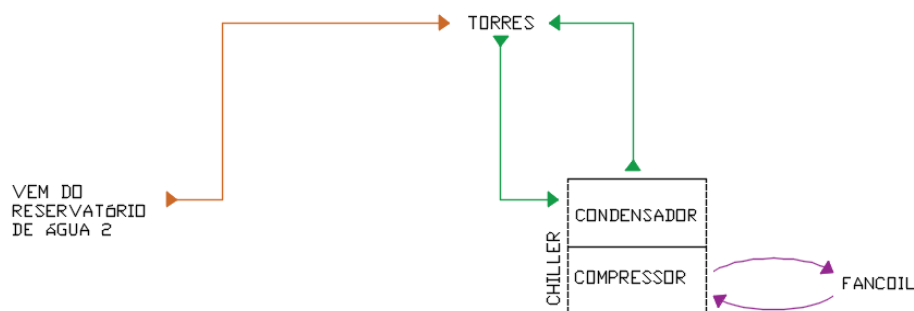 TORRES
VEM DO
RESERVATÓRIO
DE ÁGUA 2
CONDENSADOR
CHILLER
COMPRESSOR
FANCOIL